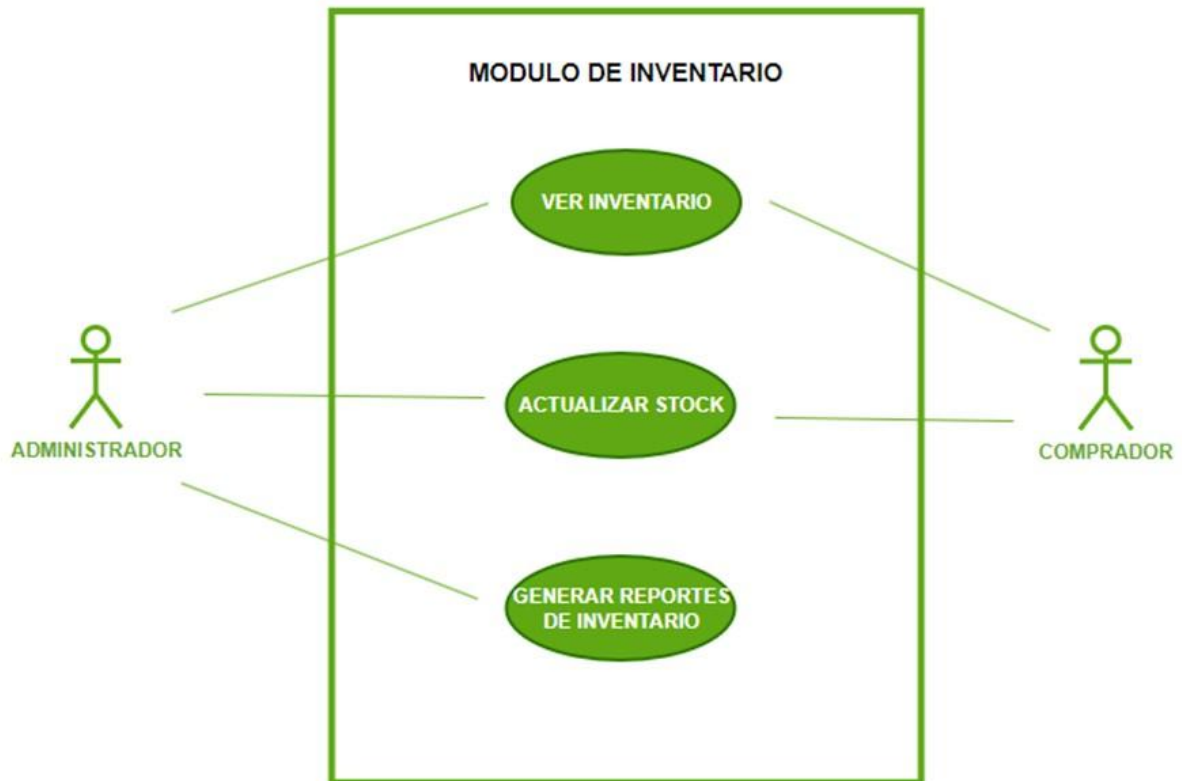 MODULO DE INVENTARIO
VER INVENTARIO
ACTUALIZAR STOCK
ADMINISTRADOR
COMPRADOR
GENERAR REPORTES
DE INVENTARIO